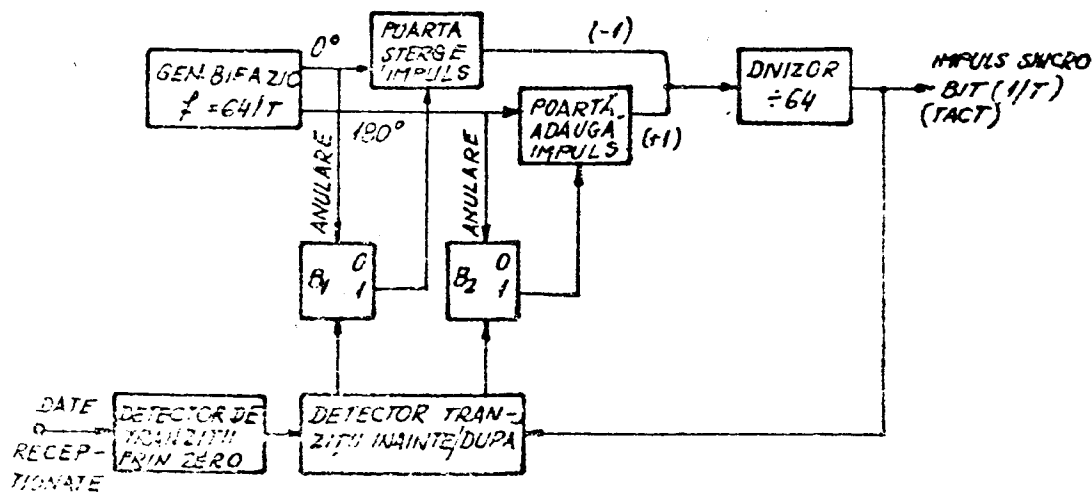 0°
GEN. BIFAZIC
f = 64/T
180°
POARTA
STERGE
IMPULS
(-1)
POARTĂ
ADAUGĂ
IMPULS
(+1)
DIVIZOR
÷64
IMPULS SINCRO
BIT (1/T)
(TACT)
ANULARE
ANULARE
B1
0
1
B2
0
1
DATE
RECEP-
TIONATE
DETECTOR DE
TRANZIȚII
PRIN ZERO
DETECTOR TRAN-
ZIȚII INAINTE/DUPA